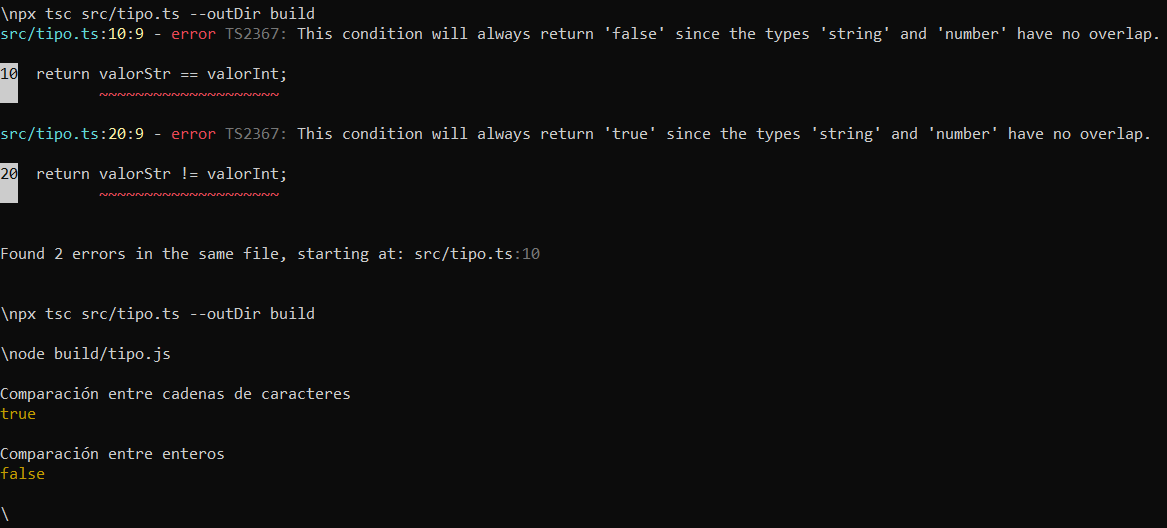 \npx tsc src/tipo.ts --outDir build
src/tipo.ts:10:9 - error TS2367: This condition will always return 'false' since the types 'string' and 'number' have no overlap.
10  return valorStr == valorInt;
~~~~~~~~~~~~~~~~~~~~
src/tipo.ts:20:9 - error TS2367: This condition will always return 'true' since the types 'string' and 'number' have no overlap.
20  return valorStr != valorInt;
~~~~~~~~~~~~~~~~~~~~
Found 2 errors in the same file, starting at: src/tipo.ts:10
\npx tsc src/tipo.ts --outDir build
\node build/tipo.js
Comparación entre cadenas de caracteres
true
Comparación entre enteros
false
\